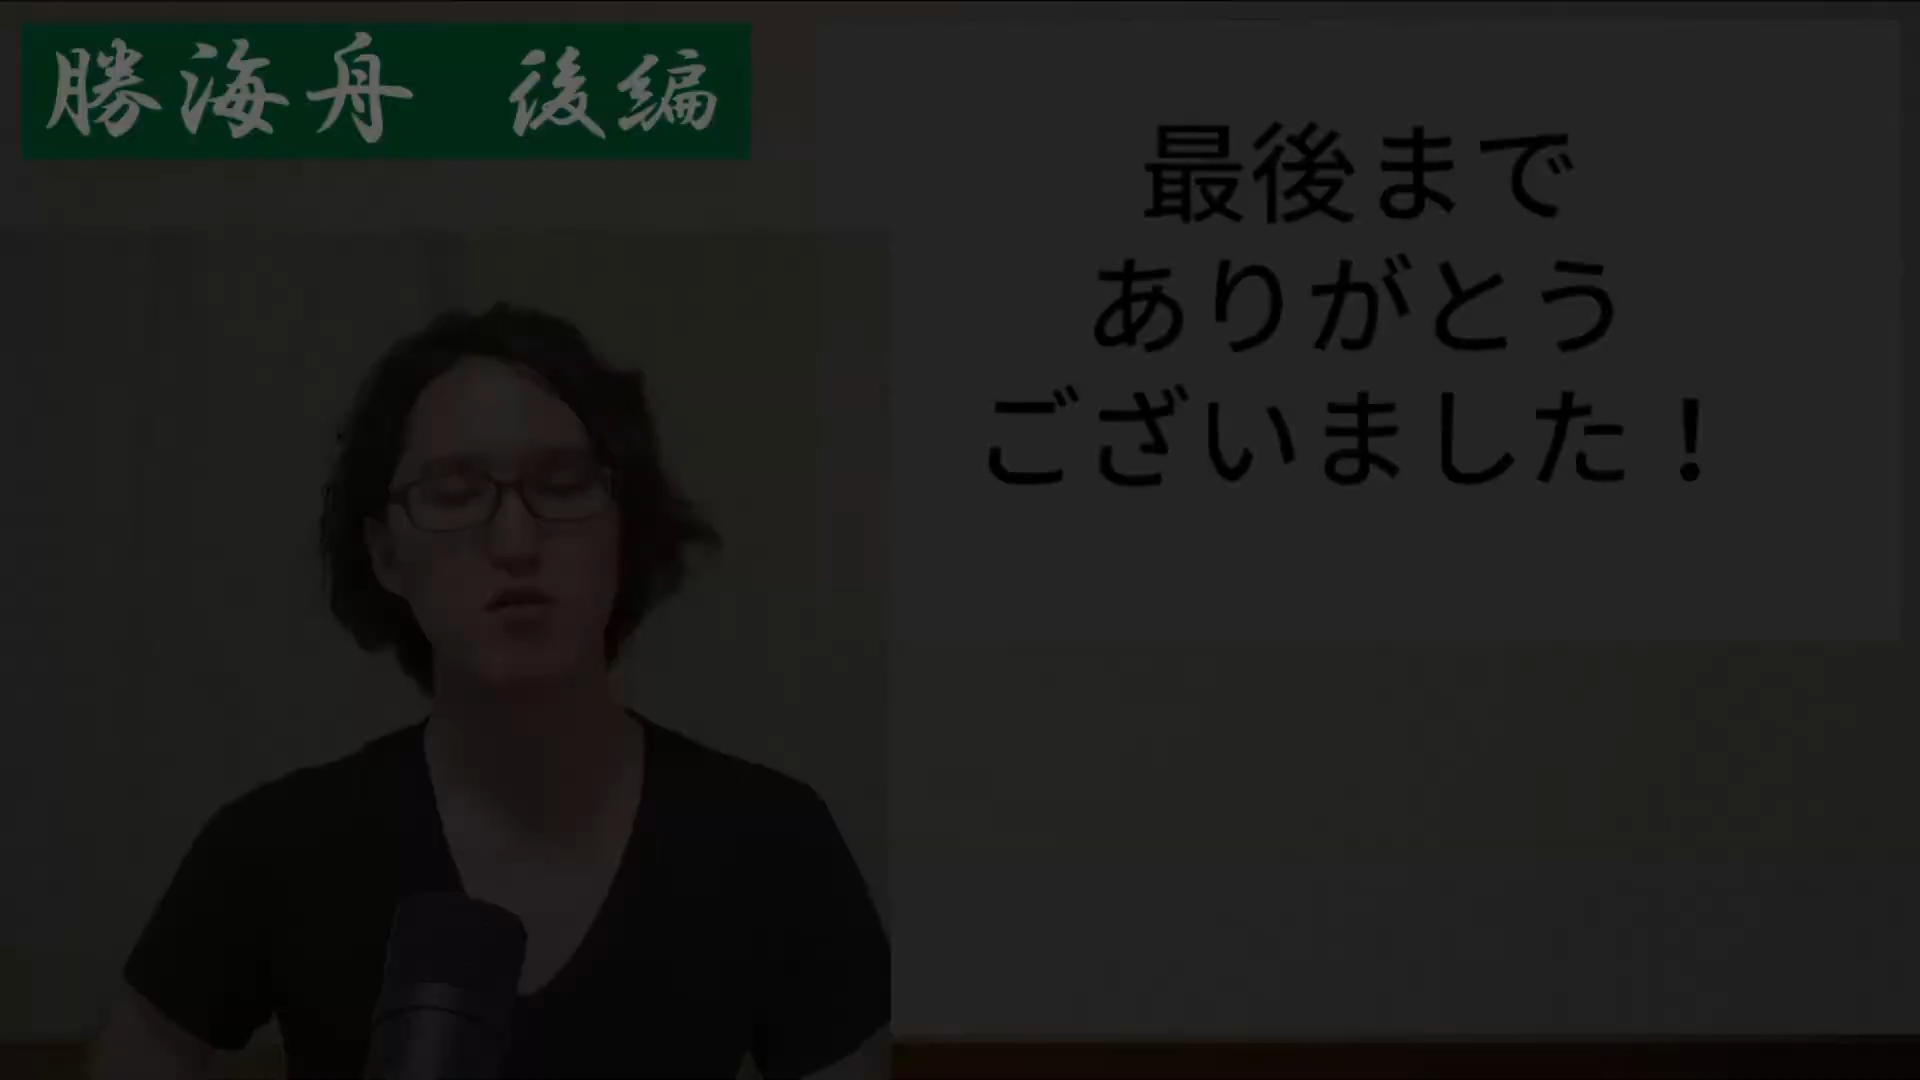 勝海舟 後編
最後まで
ありがとう
ございました！